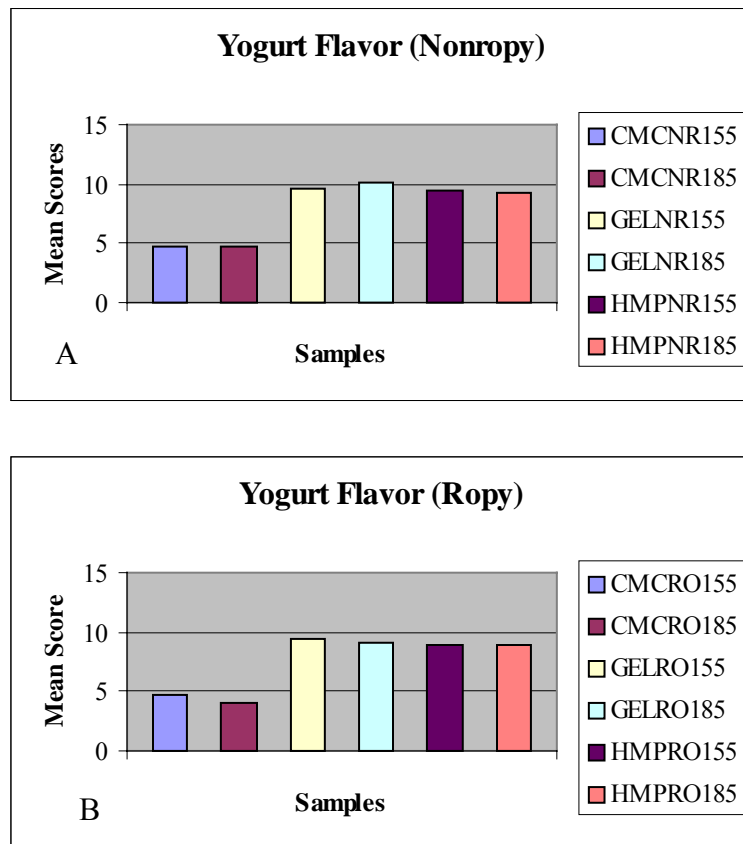 Yogurt Flavor (Nonropy)
15
10
5
0
Mean Scores
Samples
A
CMCNR155
CMCNR185
GELNR155
GELNR185
HMPNR155
HMPNR185
Yogurt Flavor (Ropy)
15
10
5
0
Mean Score
Samples
B
CMCRO155
CMCRO185
GELRO155
GELRO185
HMPRO155
HMPRO185